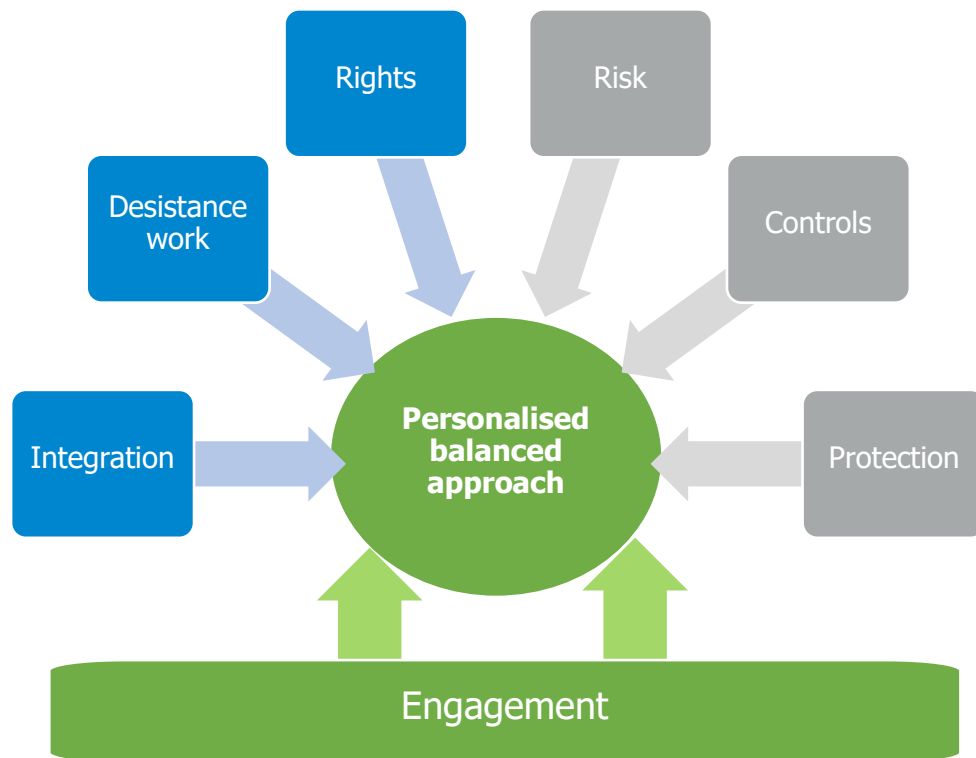 Rights
Risk
Desistance
work
Controls
Integration
Personalised
balanced
approach
Protection
Engagement